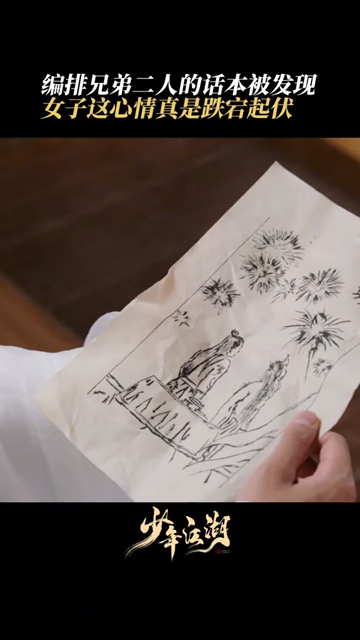 编排兄弟二人的话本被发现
女子这心情真是跌宕起伏
少年江湖